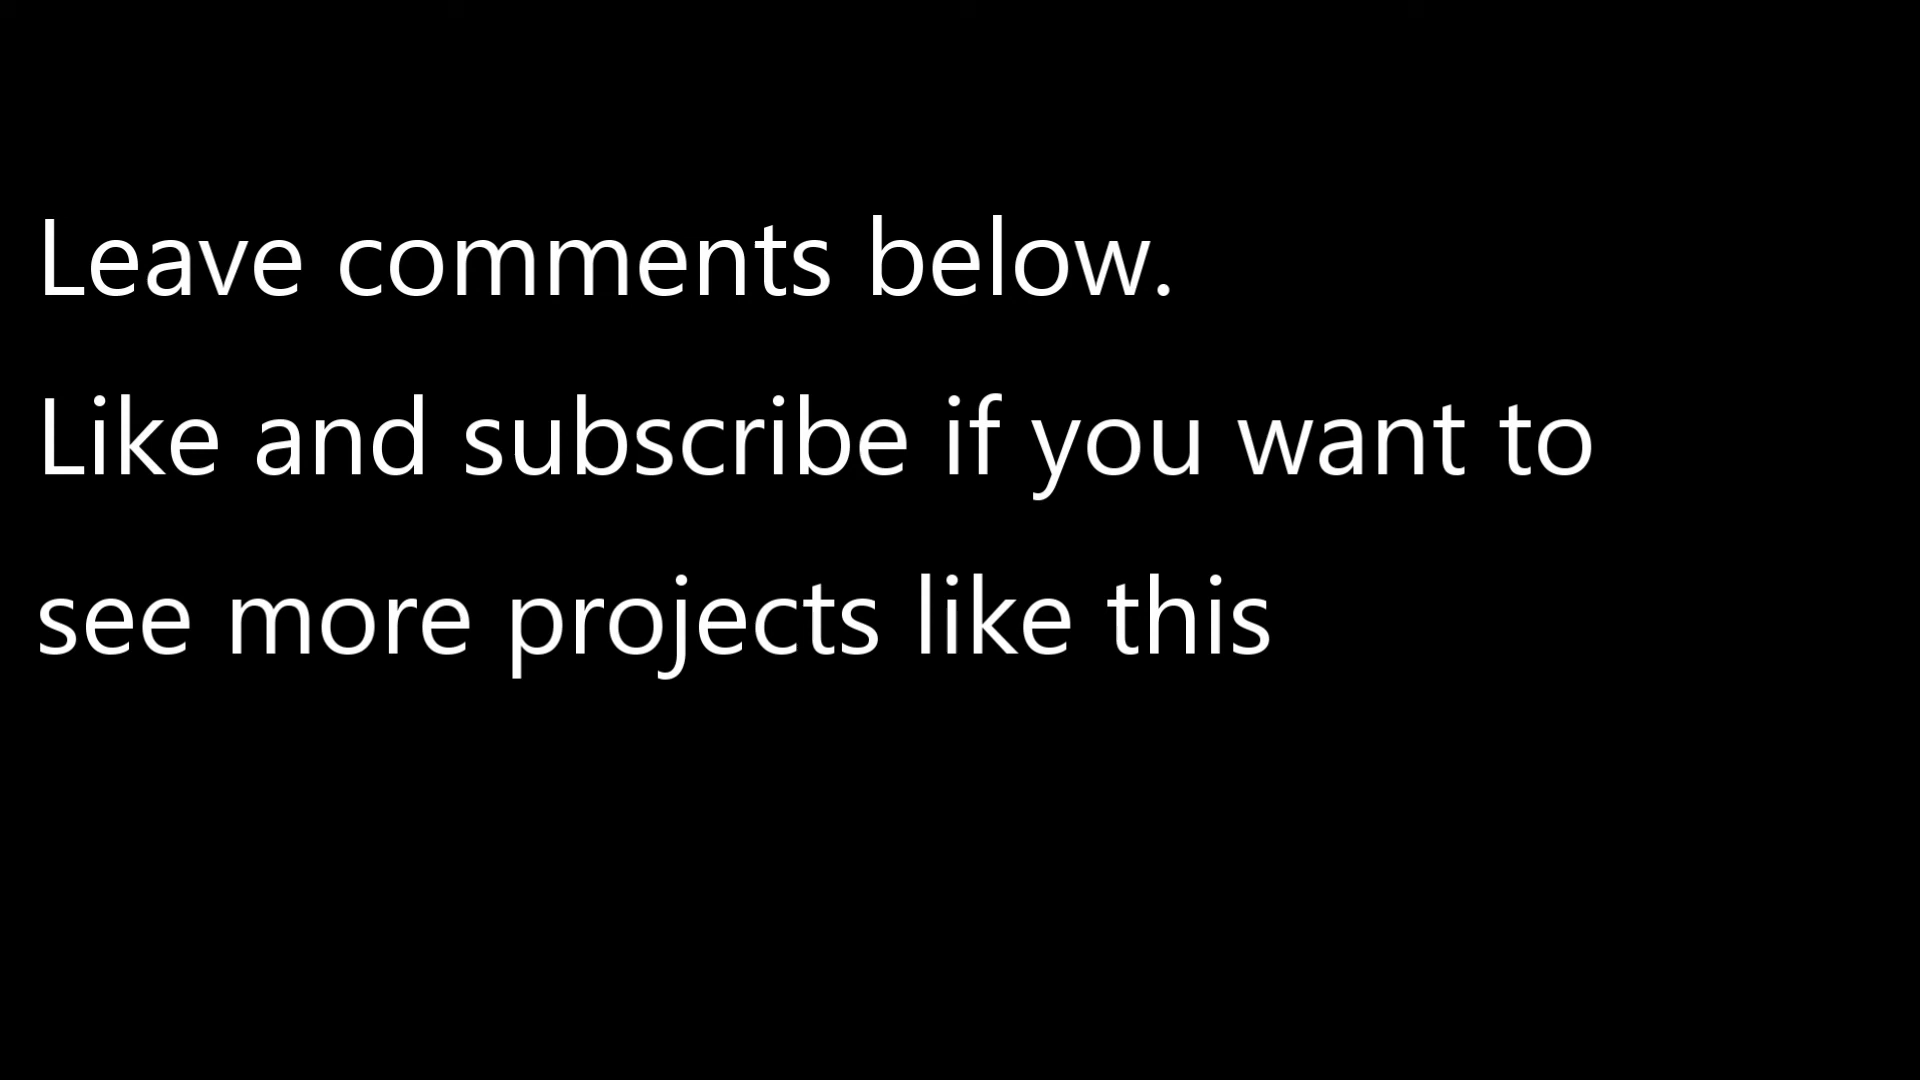 Leave comments below.
Like and subscribe if you want to
see more projects like this